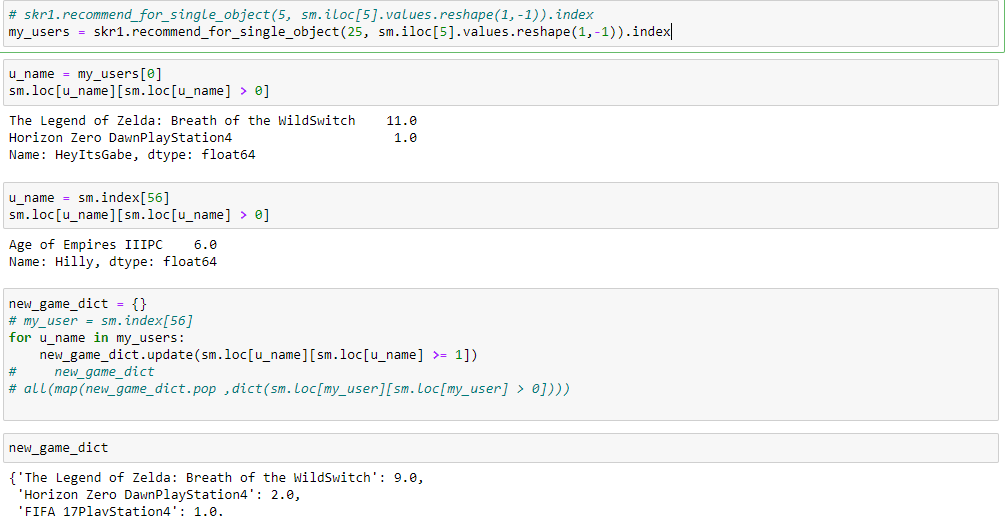 # skr1.recommend_for_single_object(5, sm.iloc[5].values.reshape(1,-1)).index
my_users = skr1.recommend_for_single_object(25, sm.iloc[5].values.reshape(1,-1)).index
u_name = my_users[0]
sm.loc[u_name][sm.loc[u_name] > 0]
The Legend of Zelda: Breath of the WildSwitch    11.0
Horizon Zero DawnPlayStation4                     1.0
Name: HeyItsGabe, dtype: float64
u_name = sm.index[56]
sm.loc[u_name][sm.loc[u_name] > 0]
Age of Empires IIIPC    6.0
Name: Hilly, dtype: float64
new_game_dict = {}
# my_user = sm.index[56]
for u_name in my_users:
    new_game_dict.update(sm.loc[u_name][sm.loc[u_name] >= 1])
#     new_game_dict
# all(map(new_game_dict.pop ,dict(sm.loc[my_user][sm.loc[my_user] > 0])))
new_game_dict
{'The Legend of Zelda: Breath of the WildSwitch': 9.0,
 'Horizon Zero DawnPlayStation4': 2.0,
 'FIFA 17PlayStation4': 1.0,